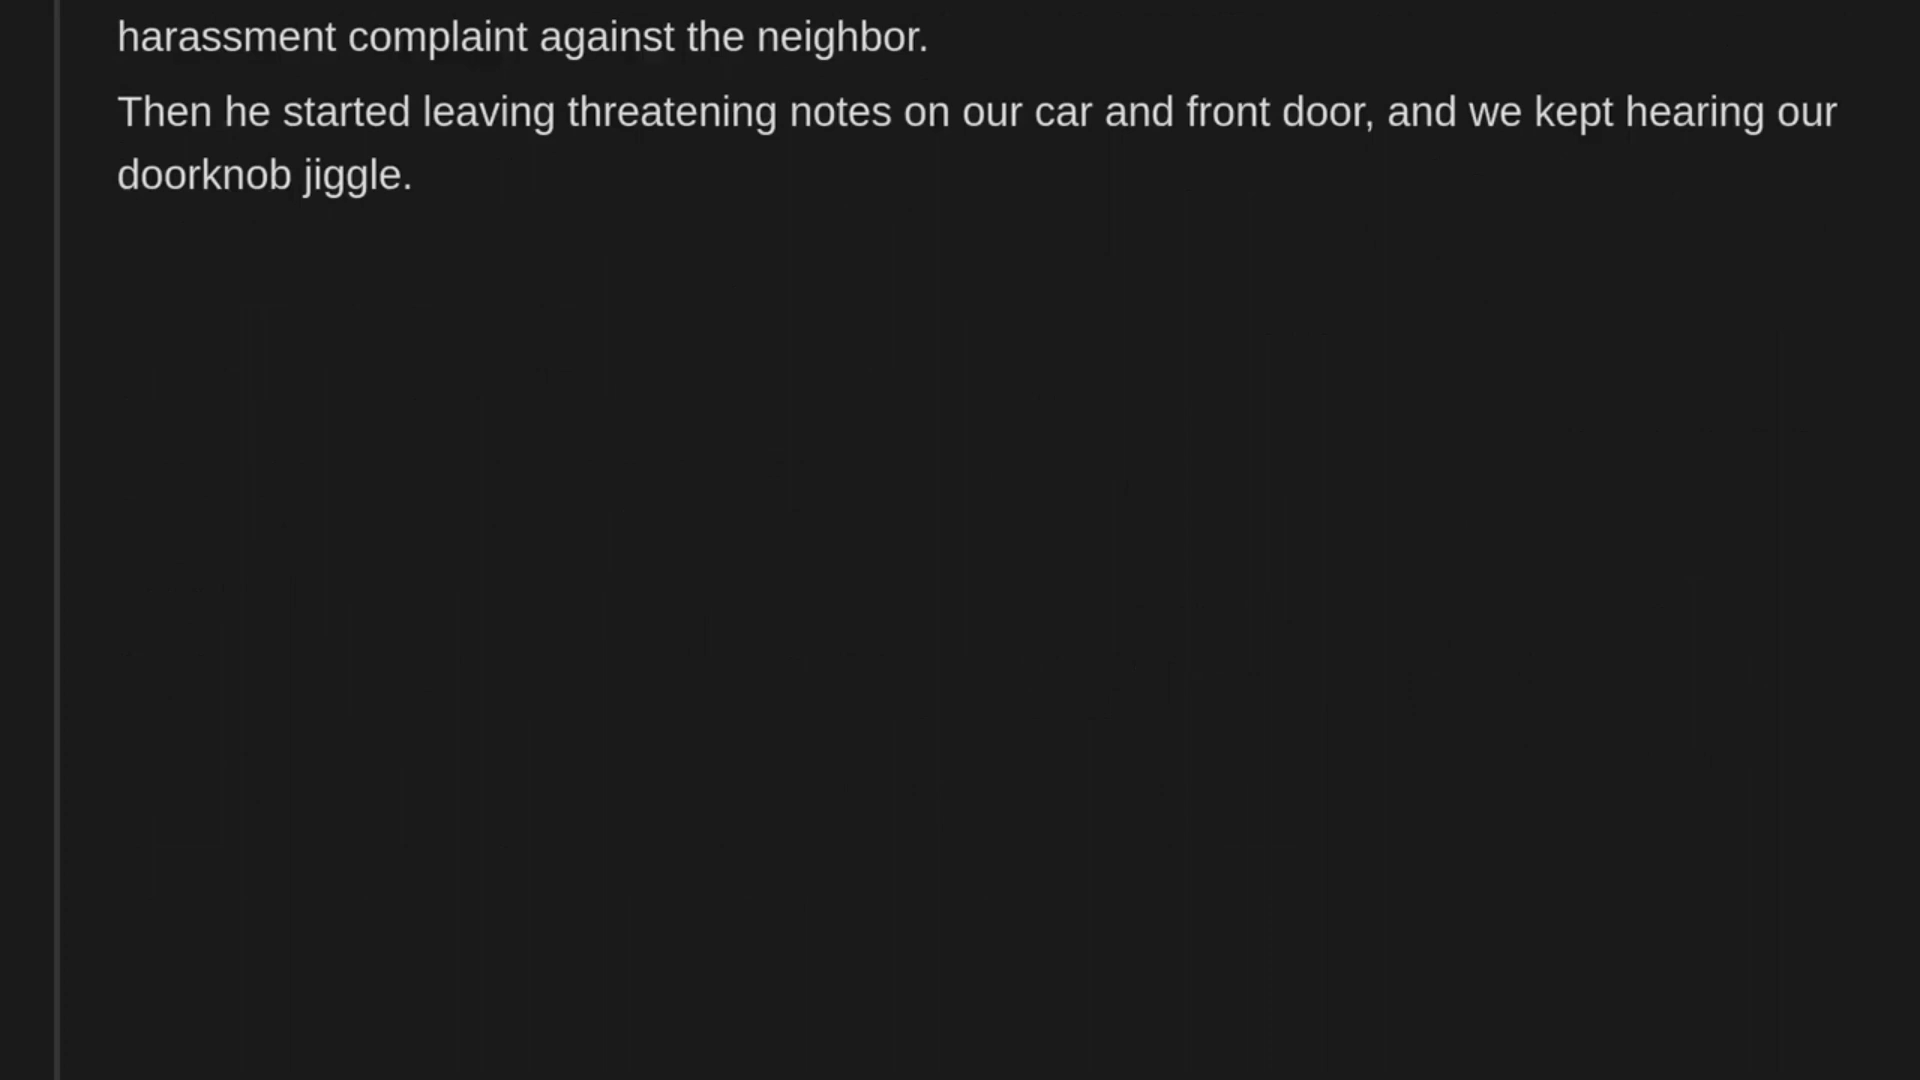 harassment complaint against the neighbor.
Then he started leaving threatening notes on our car and front door, and we kept hearing our
doorknob jiggle.